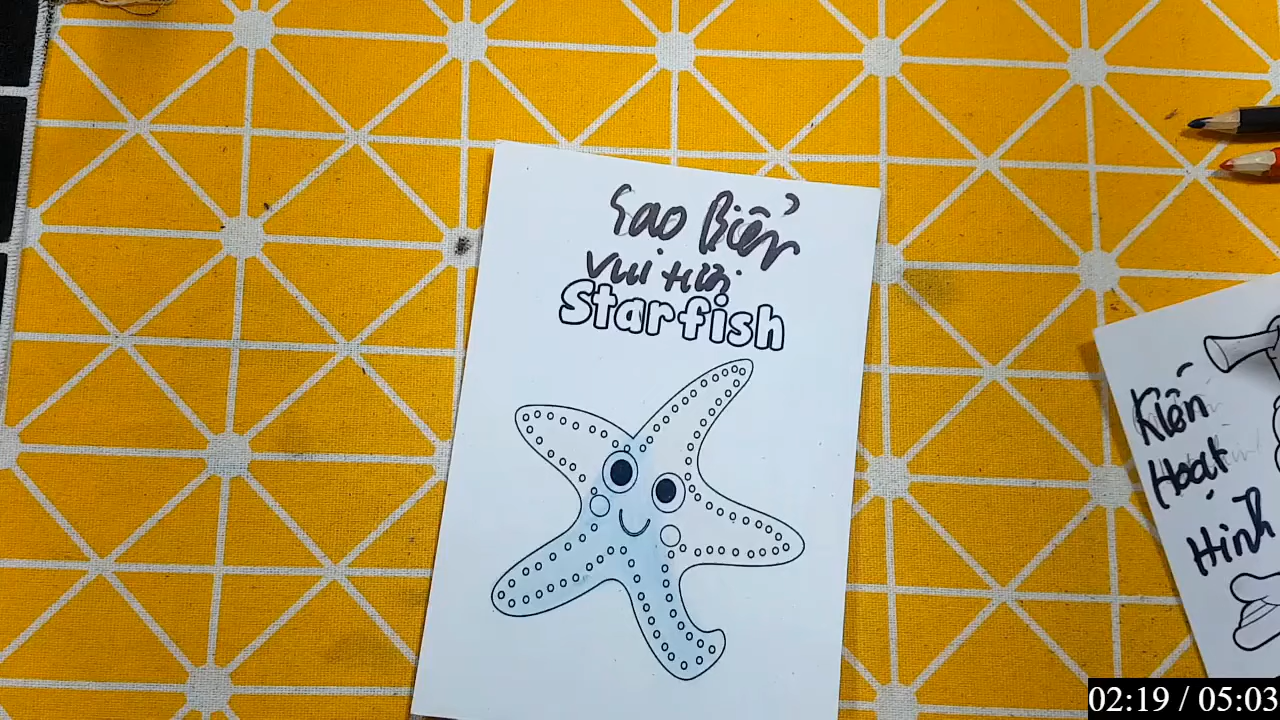 Sao Biển
Vui tươi
Starfish
Kiến
Hoạt
Hình
02:19 / 05:03